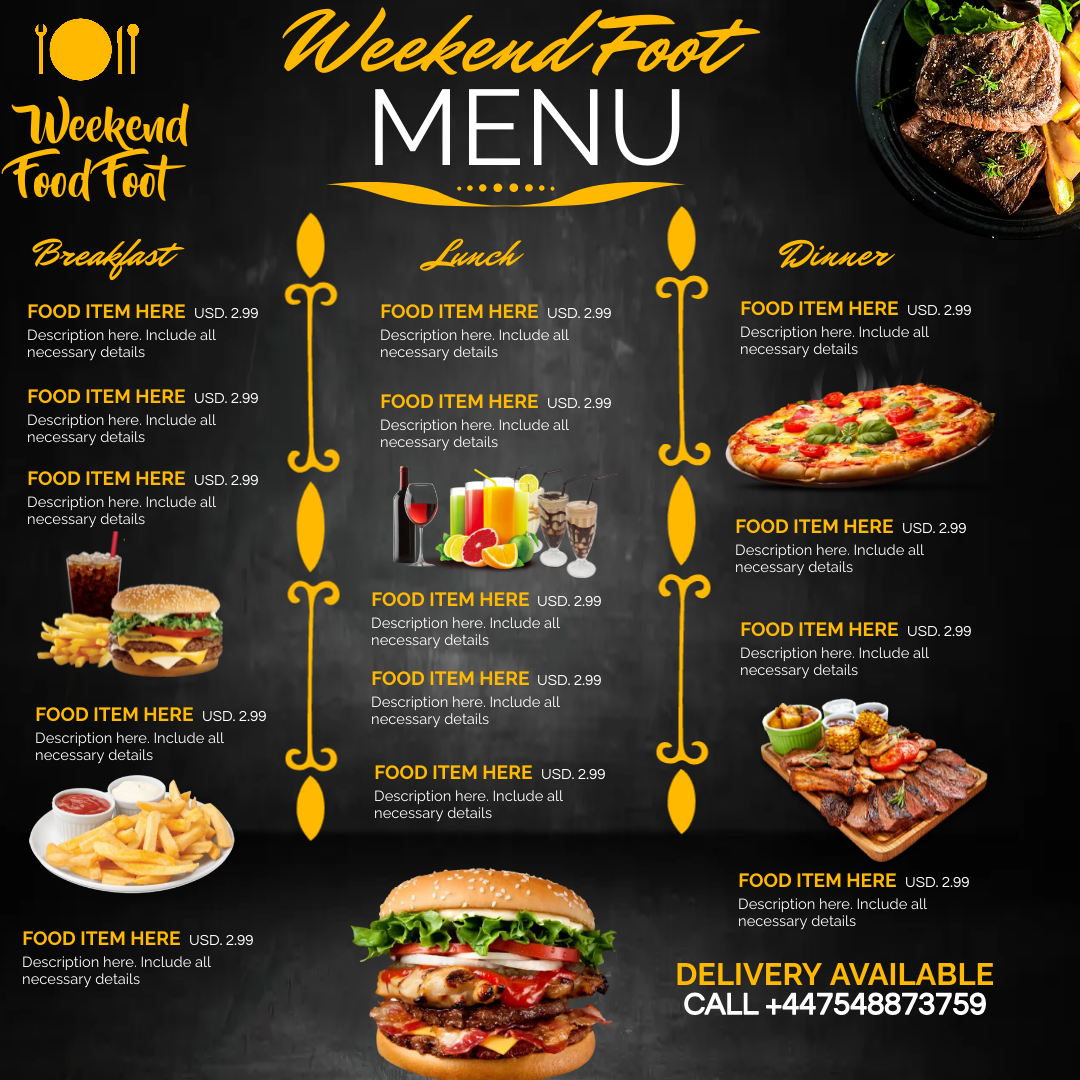 Weekend Foot
MENU
Weekend
Food Foot
Breakfast
FOOD ITEM HERE USD. 2.99
Description here. Include all
necessary details
FOOD ITEM HERE USD. 2.99
Description here. Include all
necessary details
FOOD ITEM HERE USD. 2.99
Description here. Include all
necessary details
FOOD ITEM HERE USD. 2.99
Description here. Include all
necessary details
FOOD ITEM HERE USD. 2.99
Description here. Include all
necessary details
Lunch
FOOD ITEM HERE USD. 2.99
Description here. Include all
necessary details
FOOD ITEM HERE USD. 2.99
Description here. Include all
necessary details
FOOD ITEM HERE USD. 2.99
Description here. Include all
necessary details
FOOD ITEM HERE USD. 2.99
Description here. Include all
necessary details
FOOD ITEM HERE USD. 2.99
Description here. Include all
necessary details
Dinner
FOOD ITEM HERE USD. 2.99
Description here. Include all
necessary details
FOOD ITEM HERE USD. 2.99
Description here. Include all
necessary details
FOOD ITEM HERE USD. 2.99
Description here. Include all
necessary details
FOOD ITEM HERE USD. 2.99
Description here. Include all
necessary details
DELIVERY AVAILABLE
CALL +447548873759